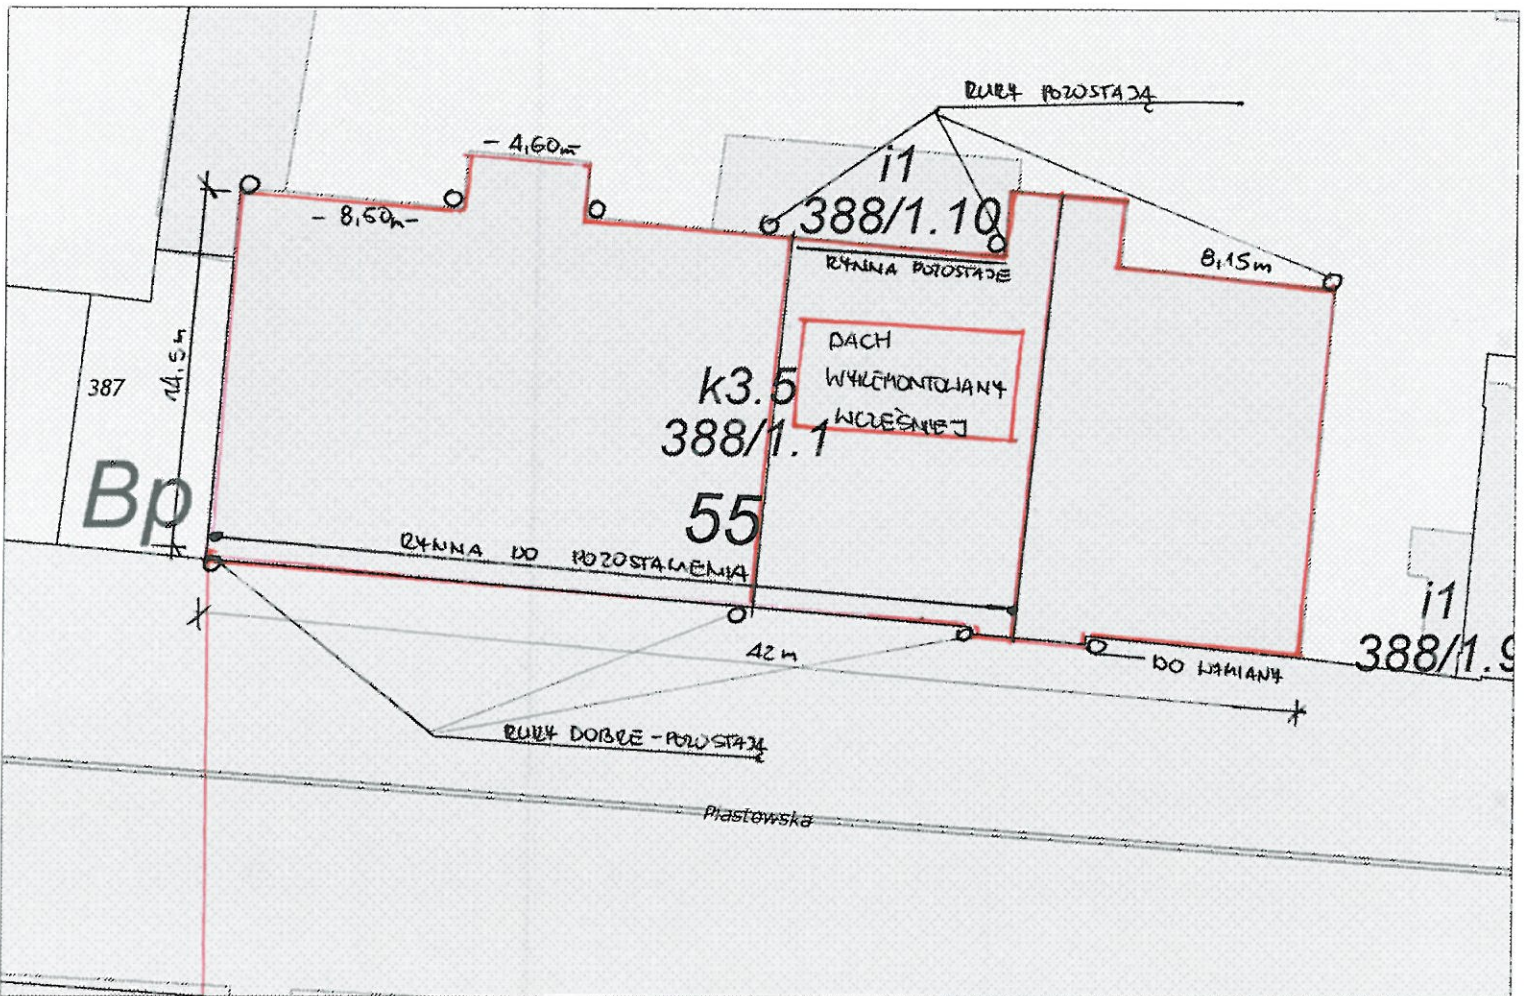 RURY POZOSTAJĄ
- 4,60m -
i1
388/1.10
- 8,50m -
RYNNA POZOSTAJE
8,15m
14,5m
DACH
WYREMONTOWANY
WCZEŚNIEJ
387
k3.5
388/1.1
Bp
55
RYNNA DO POZOSTAWIENIA
i1
388/1.9
42m
DO WYMIANY
RURY DOBRE - POZOSTAJĄ
Piastowska